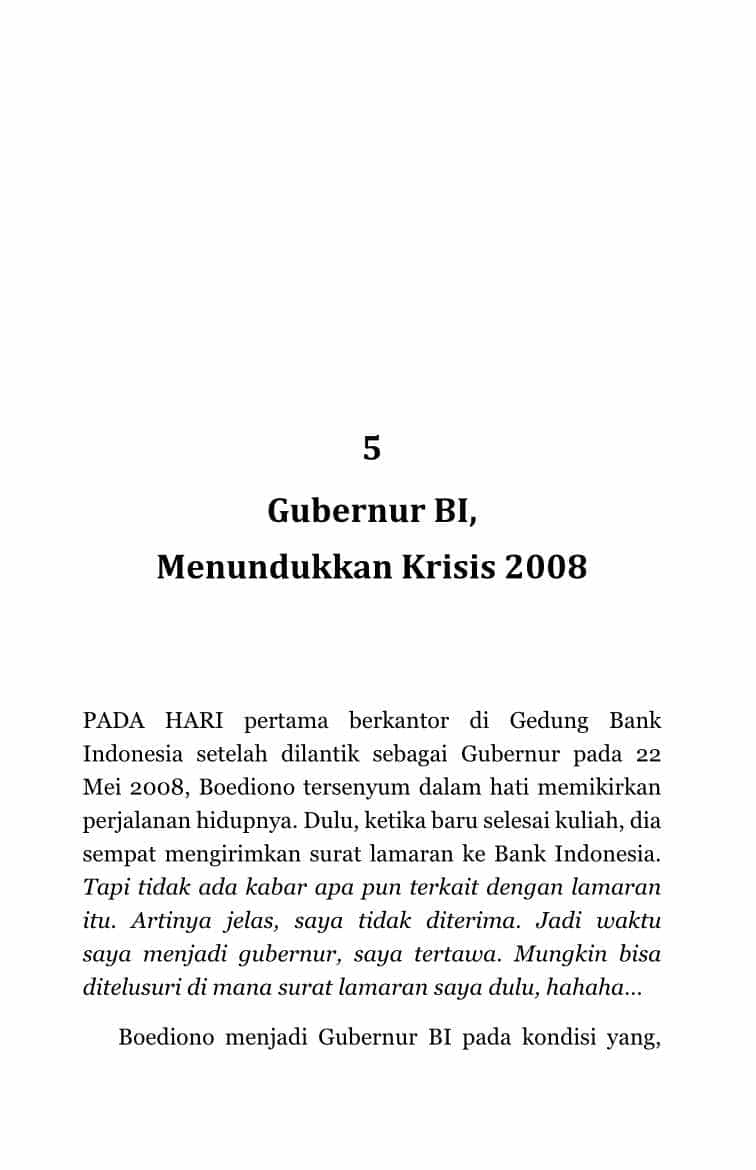 5
Gubernur BI,
Menundukkan Krisis 2008
PADA HARI pertama berkantor di Gedung Bank
Indonesia setelah dilantik sebagai Gubernur pada 22
Mei 2008, Boediono tersenyum dalam hati memikirkan
perjalanan hidupnya. Dulu, ketika baru selesai kuliah, dia
sempat mengirimkan surat lamaran ke Bank Indonesia.
Tapi tidak ada kabar apa pun terkait dengan lamaran
itu. Artinya jelas, saya tidak diterima. Jadi waktu
saya menjadi gubernur, saya tertawa. Mungkin bisa
ditelusuri di mana surat lamaran saya dulu, hahaha...
Boediono menjadi Gubernur BI pada kondisi yang,